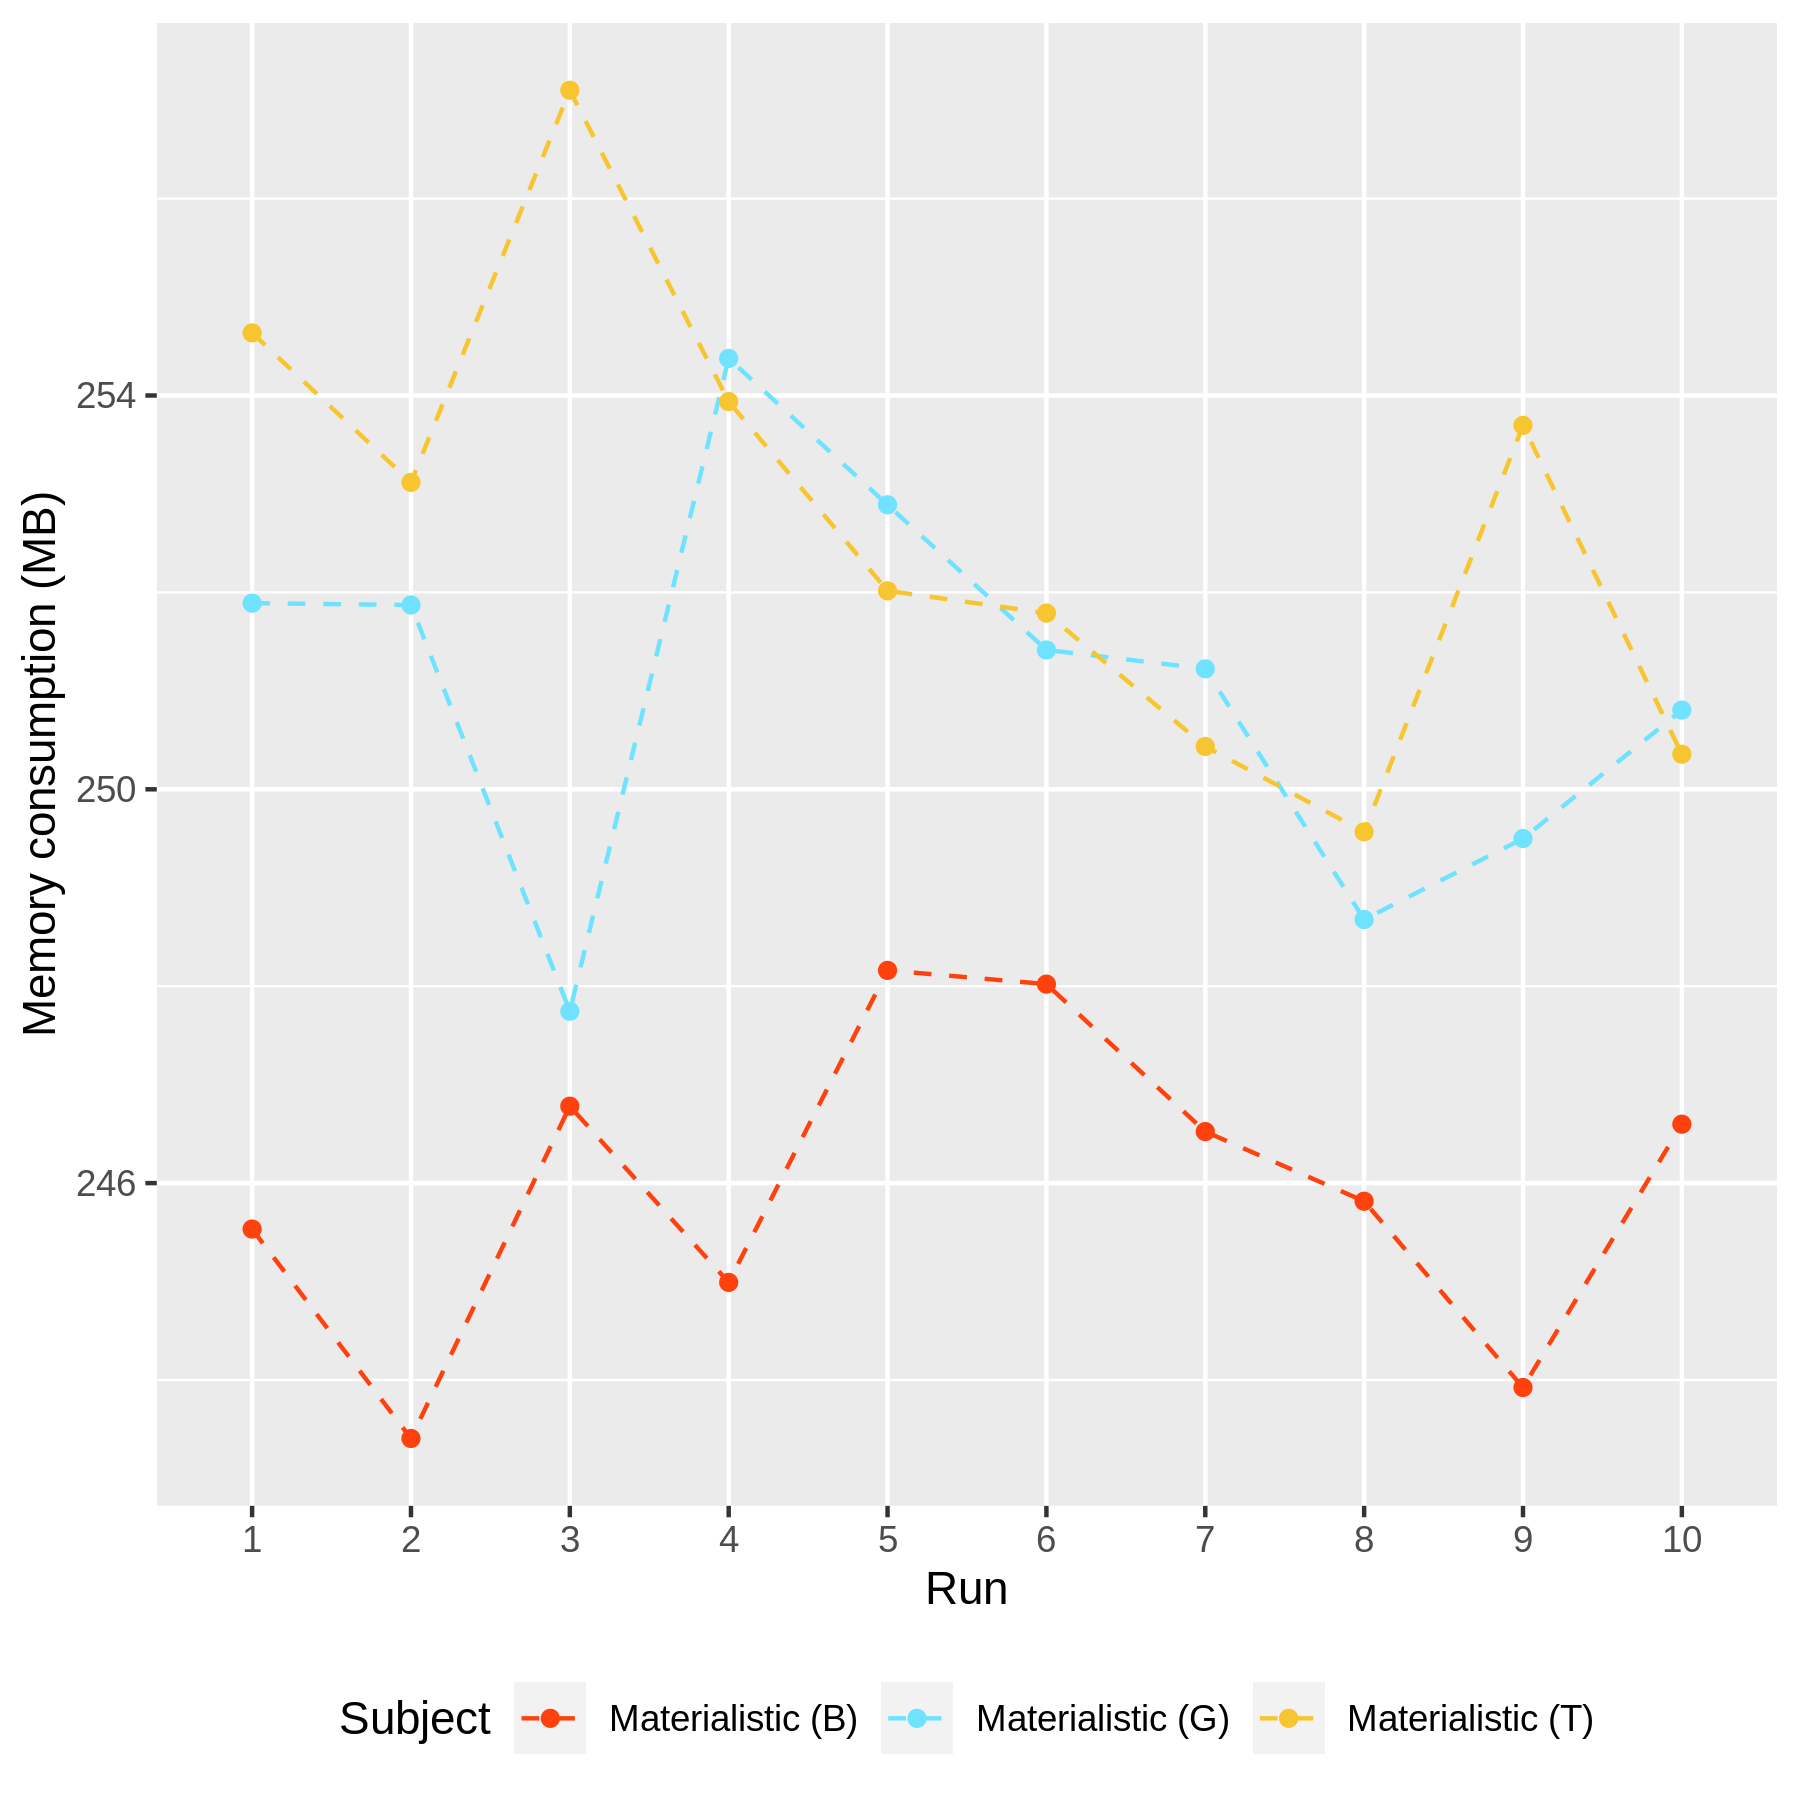 Memory consumption (MB)
254
250
246
1 2 3 4 5 6 7 8 9 10
Run
Subject Materialistic (B) Materialistic (G) Materialistic (T)